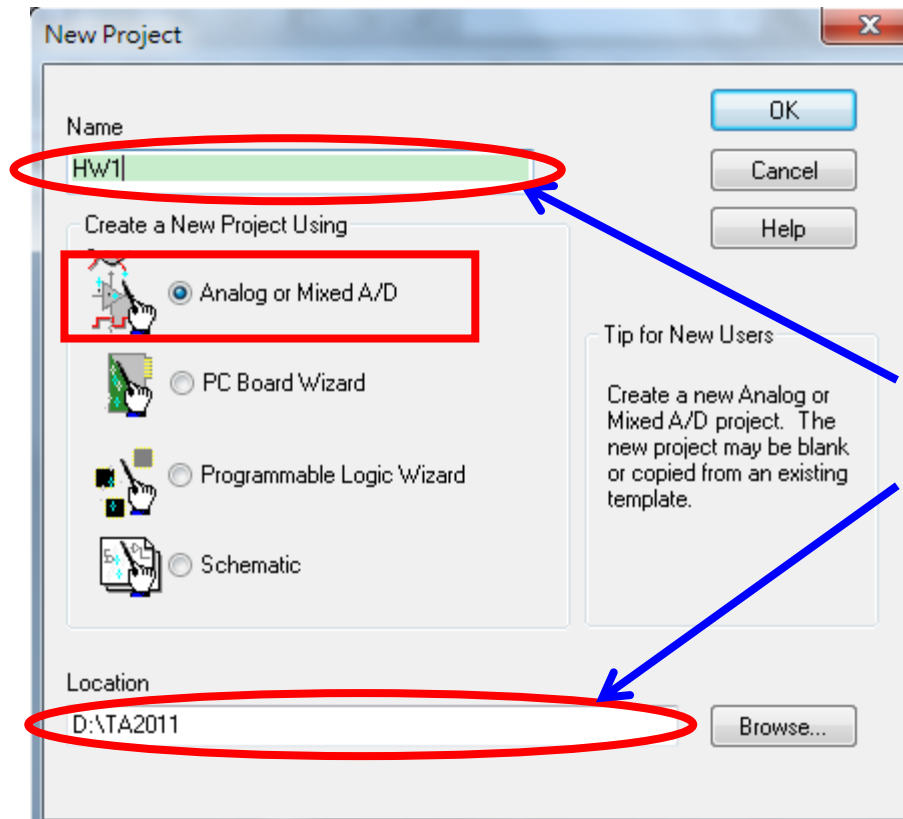 New Project
Name
HW1
OK
Cancel
Help
Create a New Project Using
Analog or Mixed A/D
PC Board Wizard
Programmable Logic Wizard
Schematic
Tip for New Users
Create a new Analog or
Mixed A/D project. The
new project may be blank
or copied from an existing
template.
Location
D:\TA2011
Browse...